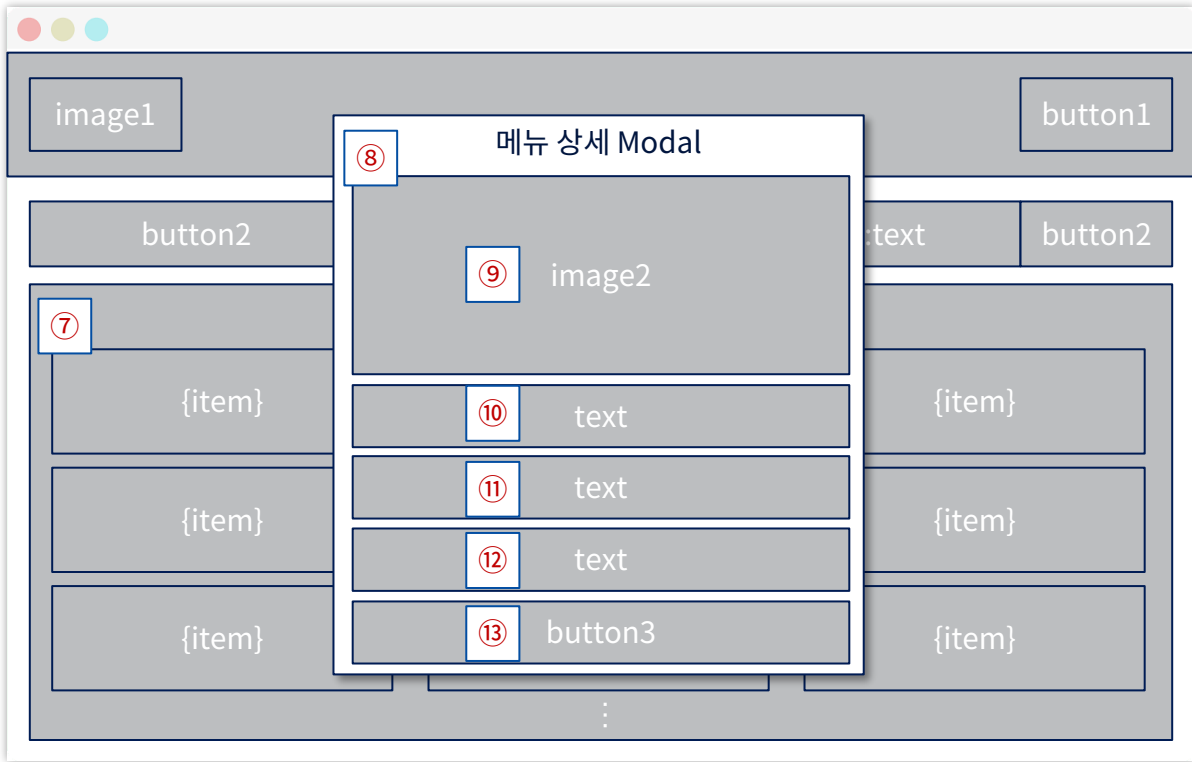 image1
button1
메뉴 상세 Modal
⑧
button2
:text
button2
⑨ image2
⑦
{item}
⑩ text
{item}
⑪ text
{item}
{item}
⑫ text
{item}
⑬ button3
{item}
⋮